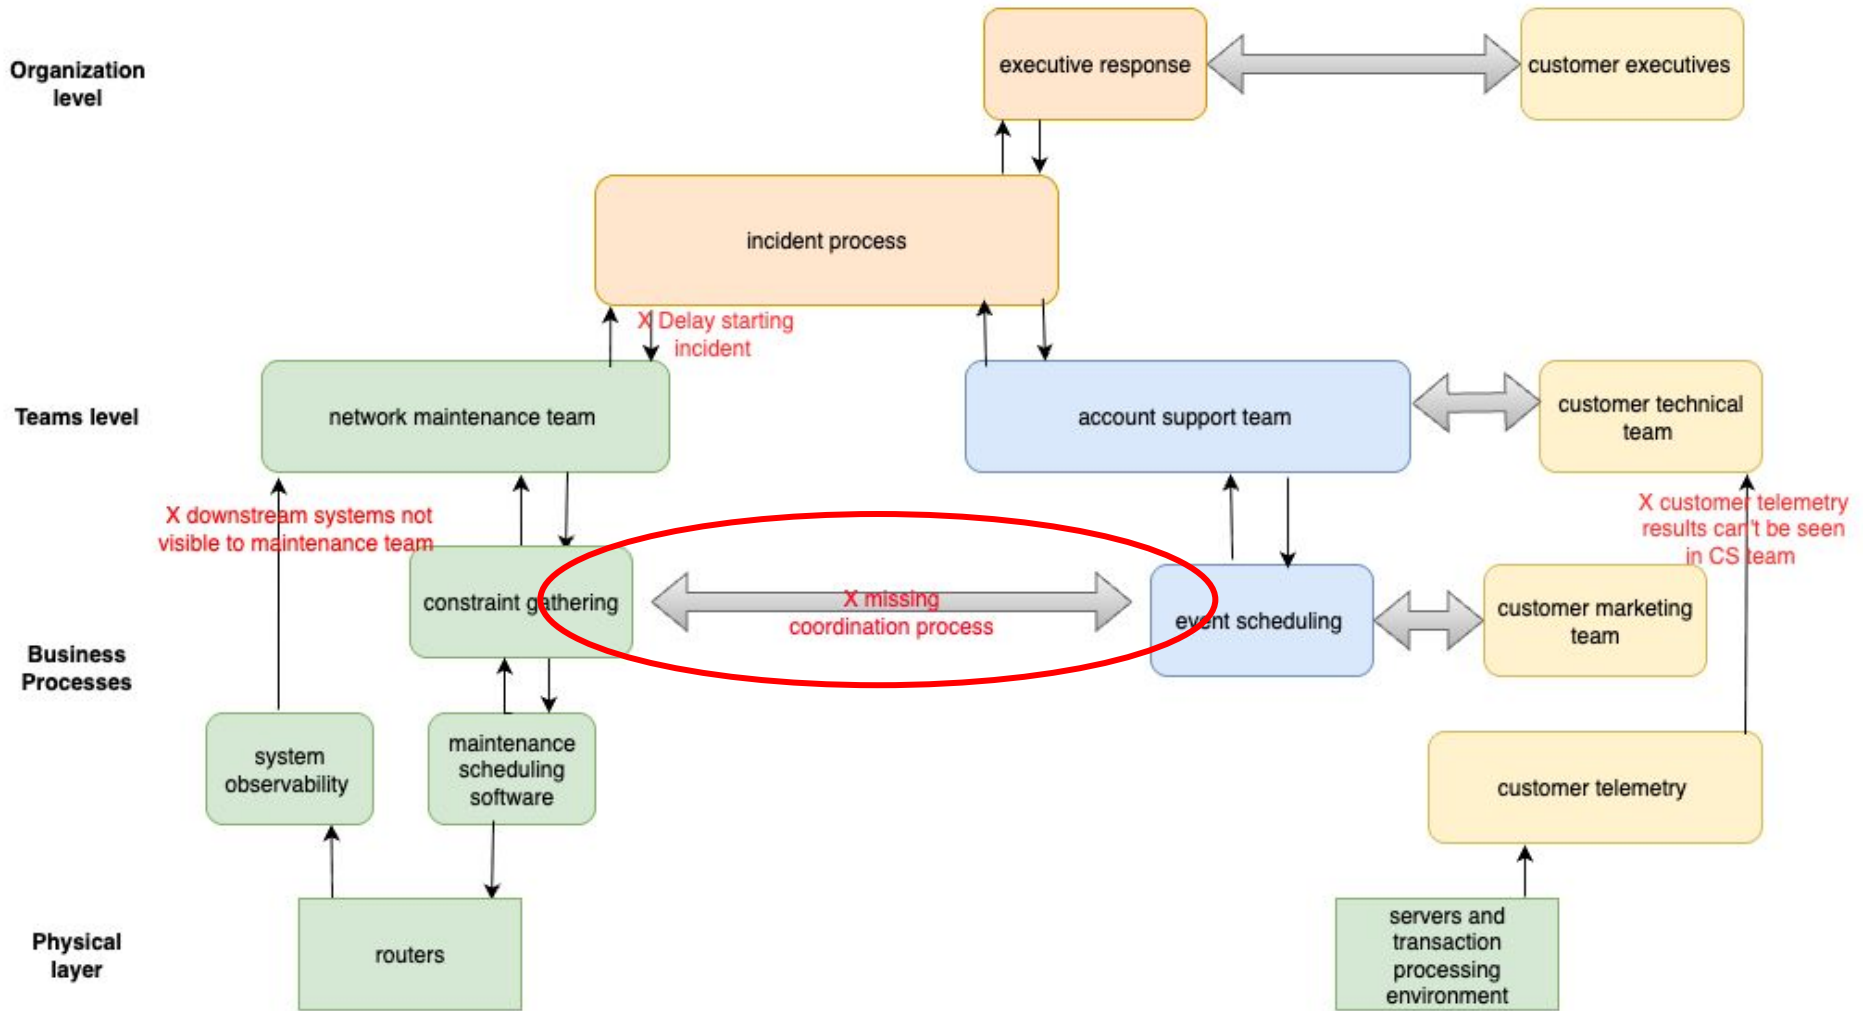 Organization
level
executive response
customer executives
incident process
X Delay starting
incident
Teams level
network maintenance team
account support team
customer technical
team
X downstream systems not
visible to maintenance team
X customer telemetry
results can't be seen
in CS team
Business
Processes
constraint gathering
X missing
coordination process
event scheduling
customer marketing
team
system
observability
maintenance
scheduling
software
customer telemetry
Physical
layer
routers
servers and
transaction
processing
environment